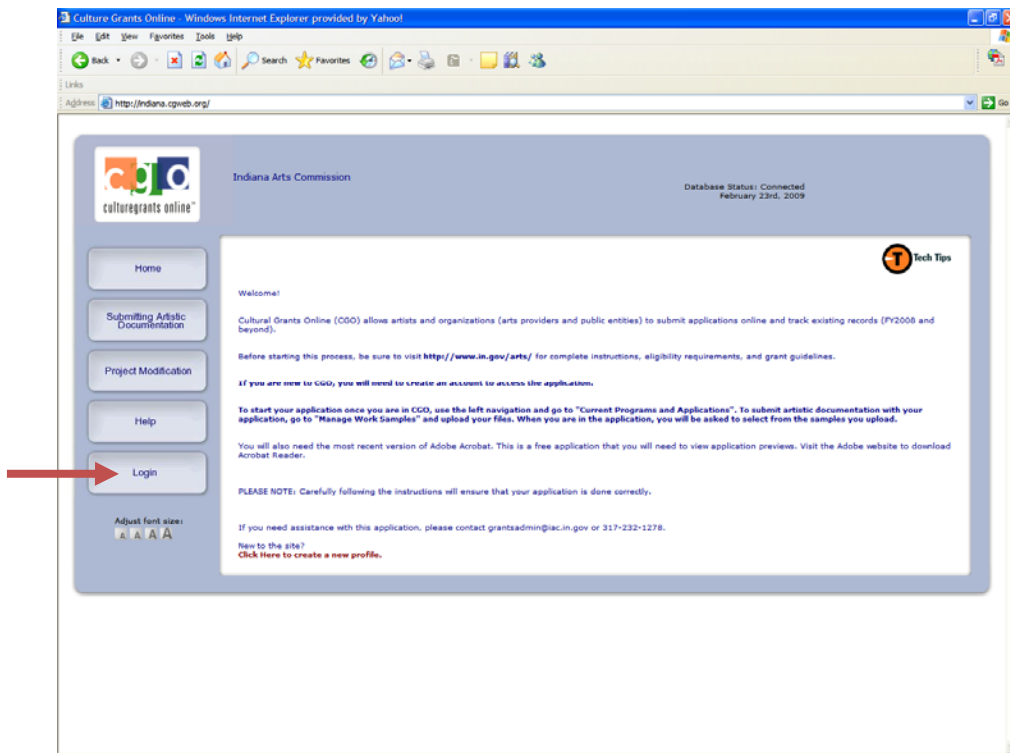 Culture Grants Online - Windows Internet Explorer provided by Yahoo!
File Edit View Favorites Tools Help
Back Search Favorites
Links
Address http://indiana.cgweb.org/ Go
cgo
culturegrants online™
Indiana Arts Commission
Database Status: Connected
February 23rd, 2009
Home
Submitting Artistic
Documentation
Project Modification
Help
Login
Adjust font size:
A A A A
T Tech Tips
Welcome!
Cultural Grants Online (CGO) allows artists and organizations (arts providers and public entities) to submit applications online and track existing records (FY2008 and
beyond).
Before starting this process, be sure to visit http://www.in.gov/arts/ for complete instructions, eligibility requirements, and grant guidelines.
If you are new to CGO, you will need to create an account to access the application.
To start your application once you are in CGO, use the left navigation and go to "Current Programs and Applications". To submit artistic documentation with your
application, go to "Manage Work Samples" and upload your files. When you are in the application, you will be asked to select from the samples you upload.
You will also need the most recent version of Adobe Acrobat. This is a free application that you will need to view application previews. Visit the Adobe website to download
Acrobat Reader.
PLEASE NOTE: Carefully following the instructions will ensure that your application is done correctly.
If you need assistance with this application, please contact grantsadmin@iac.in.gov or 317-232-1278.
New to the site?
Click Here to create a new profile.